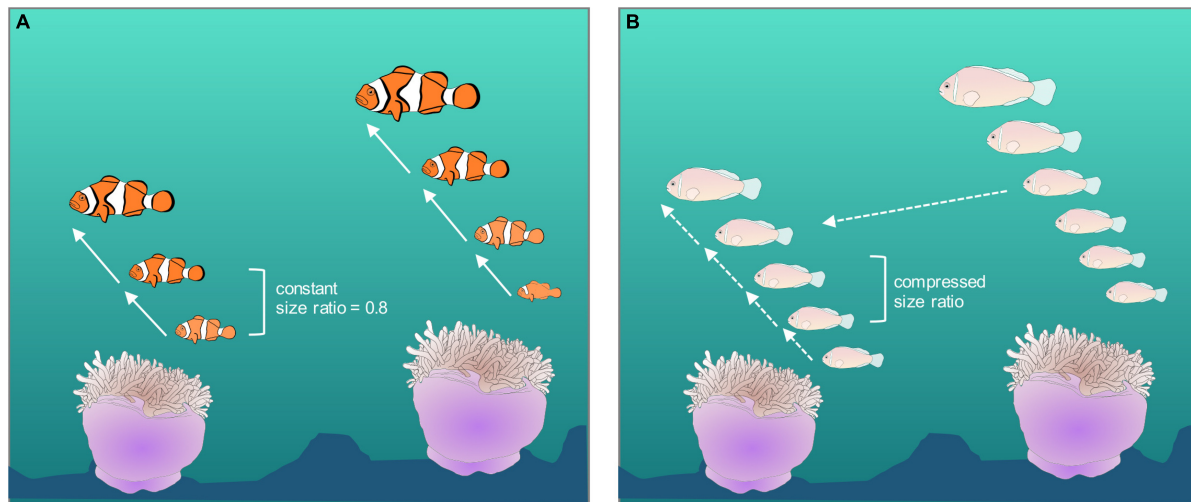 A
constant
size ratio = 0.8
B
compressed
size ratio